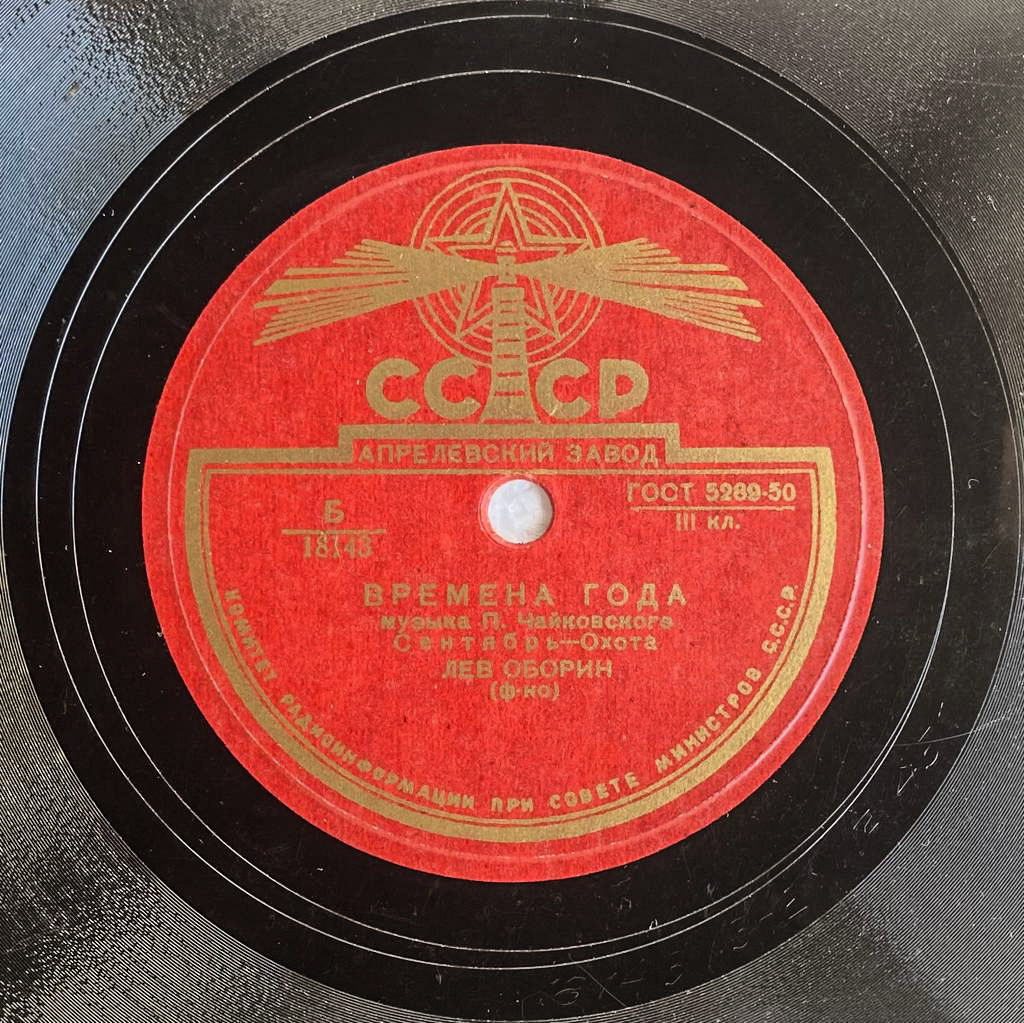 СССР
АПРЕЛЕВСКИЙ ЗАВОД
ГОСТ 5289-50
III кл.
Б
18143
ВРЕМЕНА ГОДА
музыка П. Чайковского
Сентябрь—Охота
ЛЕВ ОБОРИН
(ф-но)
КОМИТЕТ РАДИОИНФОРМАЦИИ ПРИ СОВЕТЕ МИНИСТРОВ С.С.С.Р.